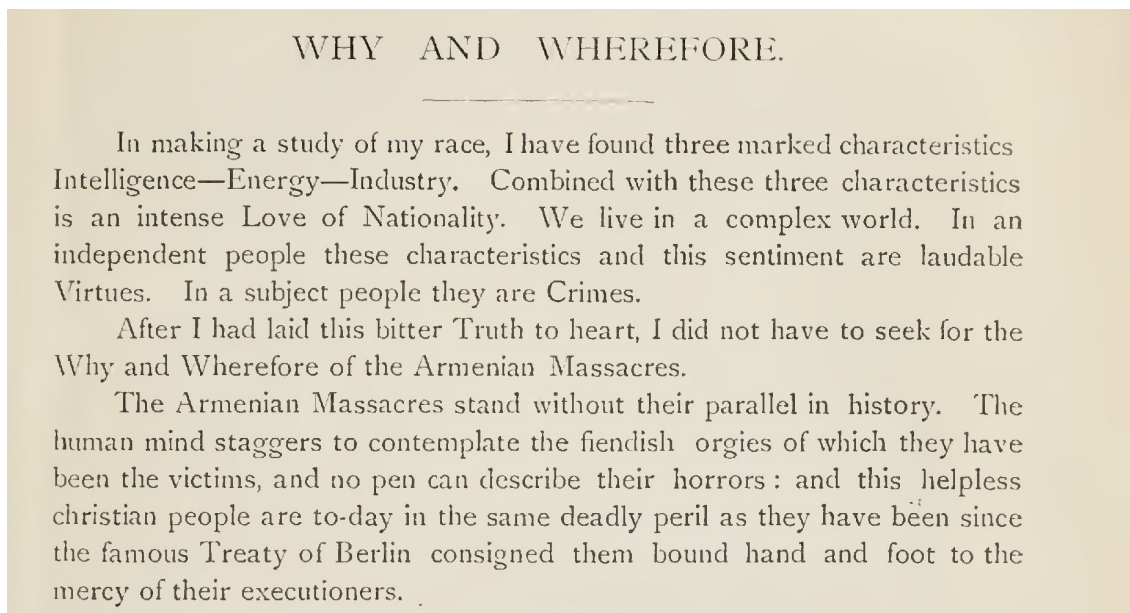 WHY AND WHEREFORE.
In making a study of my race, I have found three marked characteristics
Intelligence—Energy—Industry. Combined with these three characteristics
is an intense Love of Nationality. We live in a complex world. In an
independent people these characteristics and this sentiment are laudable
Virtues. In a subject people they are Crimes.
After I had laid this bitter Truth to heart, I did not have to seek for the
Why and Wherefore of the Armenian Massacres.
The Armenian Massacres stand without their parallel in history. The
human mind staggers to contemplate the fiendish orgies of which they have
been the victims, and no pen can describe their horrors : and this helpless
christian people are to-day in the same deadly peril as they have been since
the famous Treaty of Berlin consigned them bound hand and foot to the
mercy of their executioners.